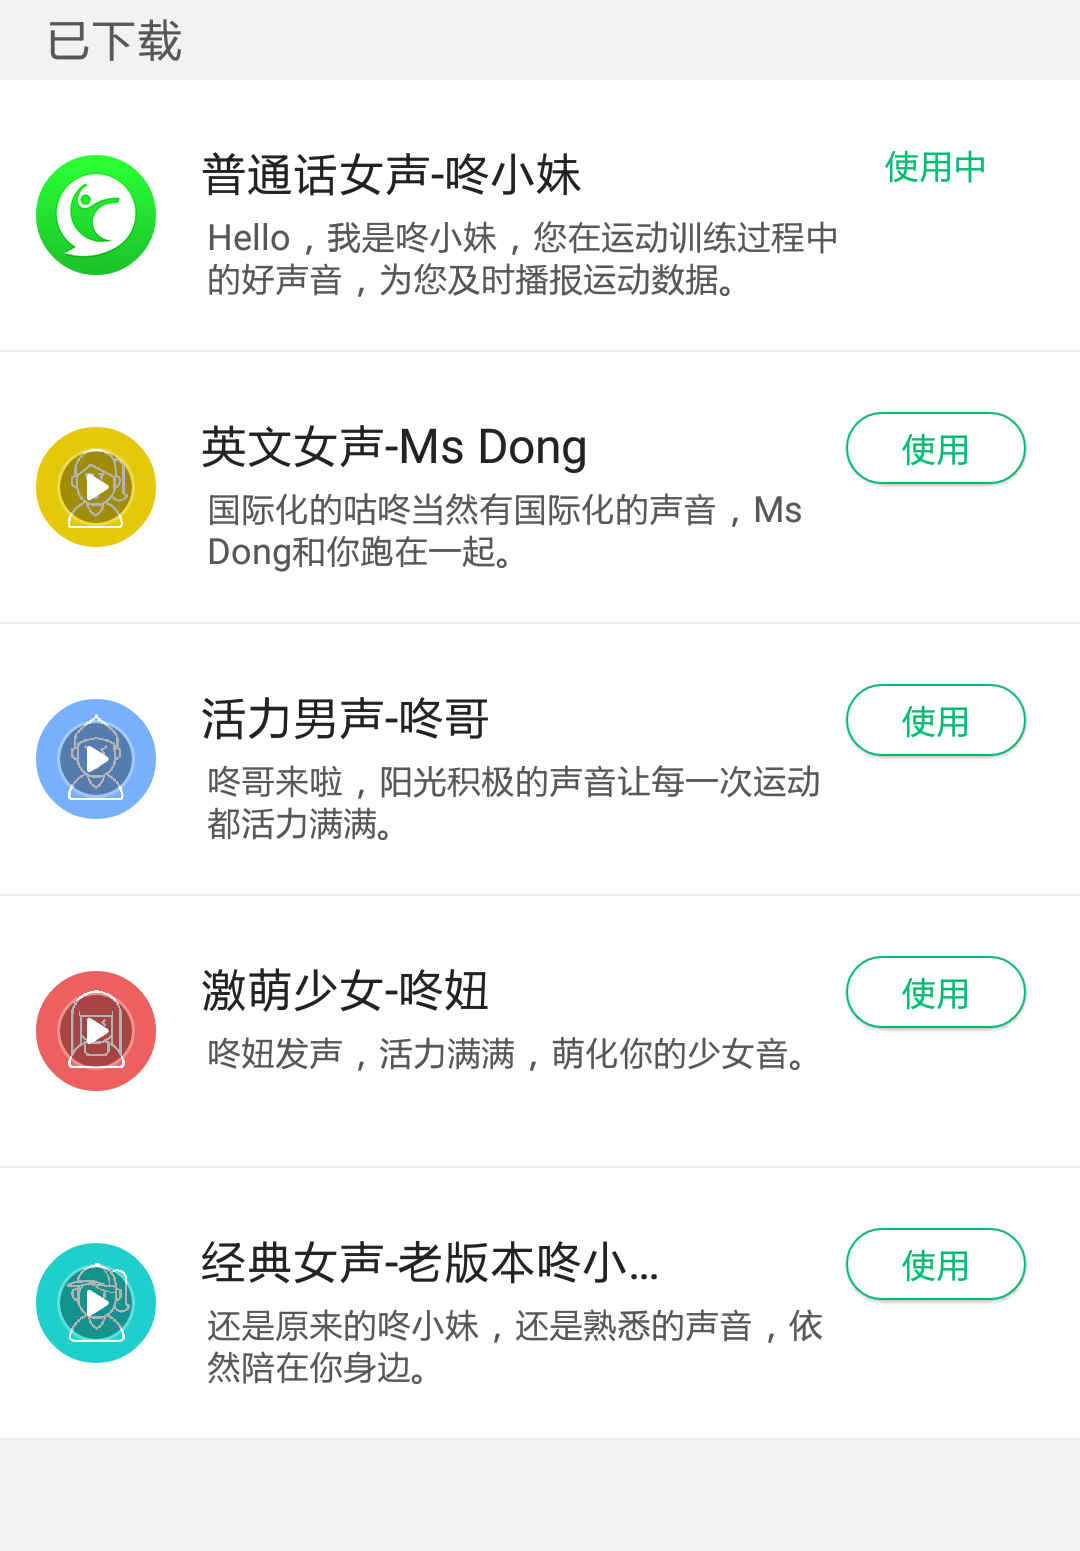 已下载
普通话女声-咚小妹
使用中
Hello，我是咚小妹，您在运动训练过程中
的好声音，为您及时播报运动数据。
英文女声-Ms Dong
使用
国际化的咕咚当然有国际化的声音，Ms
Dong和你跑在一起。
活力男声-咚哥
使用
咚哥来啦，阳光积极的声音让每一次运动
都活力满满。
激萌少女-咚妞
使用
咚妞发声，活力满满，萌化你的少女音。
经典女声-老版本咚小...
使用
还是原来的咚小妹，还是熟悉的声音，依
然陪在你身边。